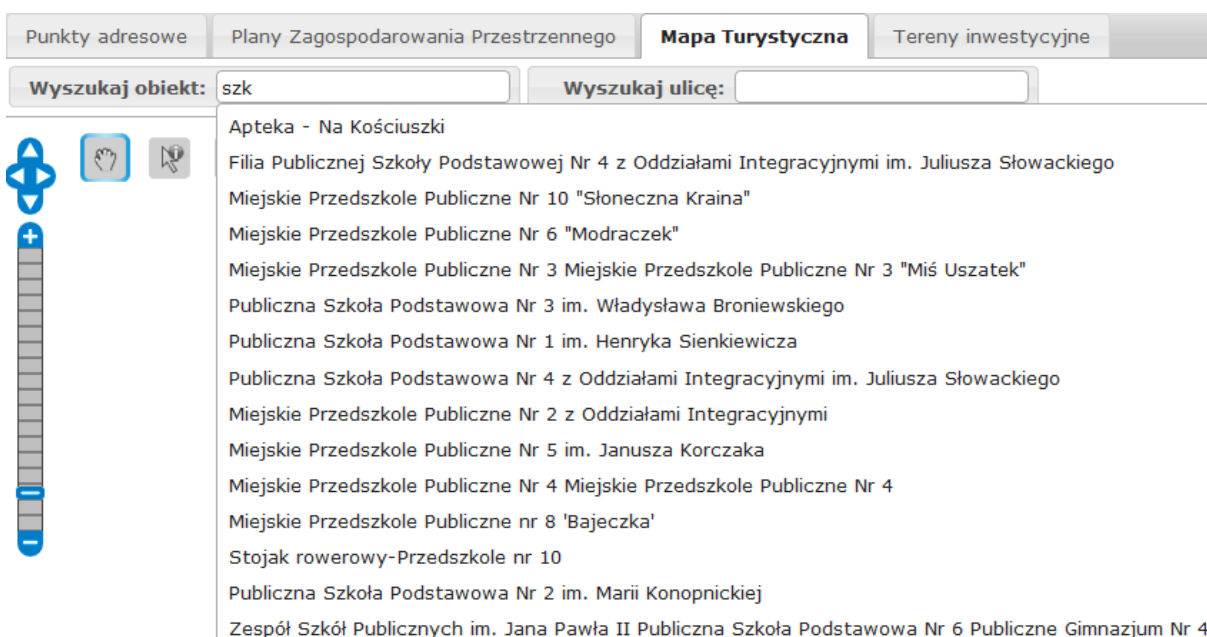 Punkty adresowe Plany Zagospodarowania Przestrzennego Mapa Turystyczna Tereny inwestycyjne
Wyszukaj obiekt: szk Wyszukaj ulicę:
Apteka - Na Kościuszki
Filia Publicznej Szkoły Podstawowej Nr 4 z Oddziałami Integracyjnymi im. Juliusza Słowackiego
Miejskie Przedszkole Publiczne Nr 10 "Słoneczna Kraina"
Miejskie Przedszkole Publiczne Nr 6 "Modraczek"
Miejskie Przedszkole Publiczne Nr 3 Miejskie Przedszkole Publiczne Nr 3 "Miś Uszatek"
Publiczna Szkoła Podstawowa Nr 3 im. Władysława Broniewskiego
Publiczna Szkoła Podstawowa Nr 1 im. Henryka Sienkiewicza
Publiczna Szkoła Podstawowa Nr 4 z Oddziałami Integracyjnymi im. Juliusza Słowackiego
Miejskie Przedszkole Publiczne Nr 2 z Oddziałami Integracyjnymi
Miejskie Przedszkole Publiczne Nr 5 im. Janusza Korczaka
Miejskie Przedszkole Publiczne Nr 4 Miejskie Przedszkole Publiczne Nr 4
Miejskie Przedszkole Publiczne nr 8 'Bajeczka'
Stojak rowerowy-Przedszkole nr 10
Publiczna Szkoła Podstawowa Nr 2 im. Marii Konopnickiej
Zespół Szkół Publicznych im. Jana Pawła II Publiczna Szkoła Podstawowa Nr 6 Publiczne Gimnazjum Nr 4